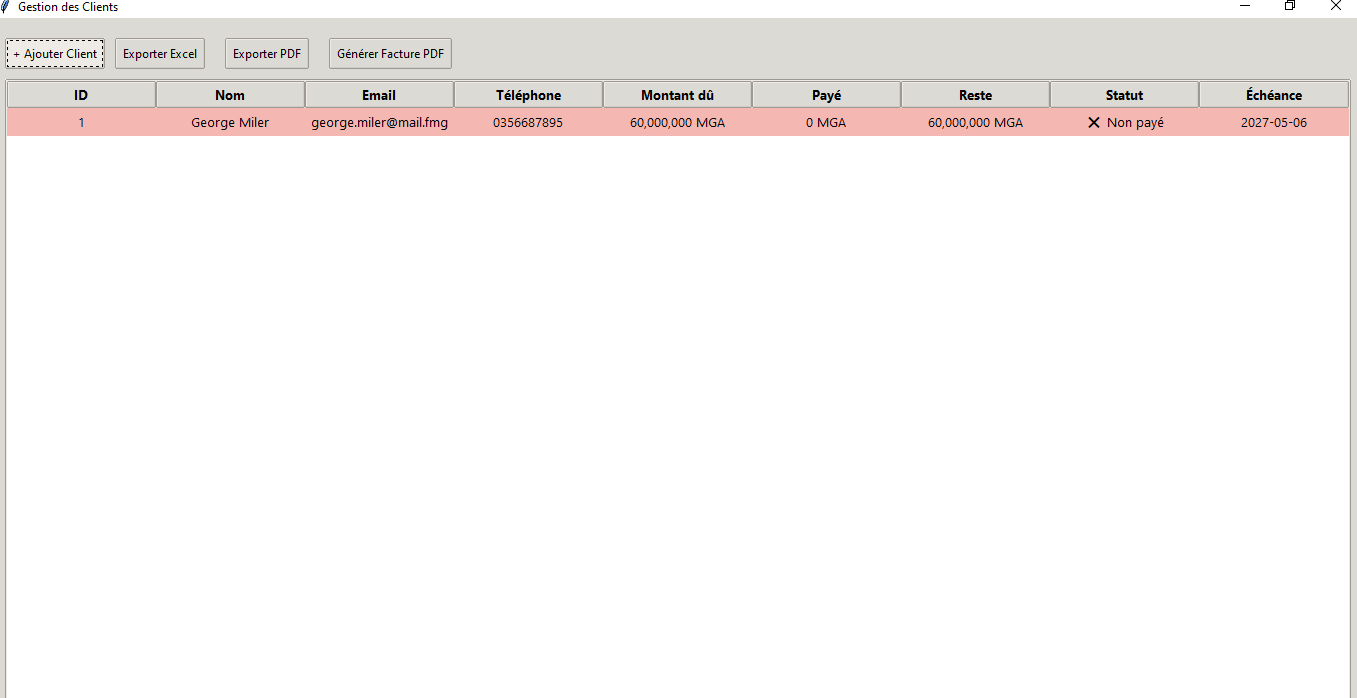 Gestion des Clients
+ Ajouter Client Exporter Excel Exporter PDF Générer Facture PDF
ID Nom Email Téléphone Montant dû Payé Reste Statut Échéance
1 George Miler george.miler@mail.fmg 0356687895 60,000,000 MGA 0 MGA 60,000,000 MGA ❌ Non payé 2027-05-06